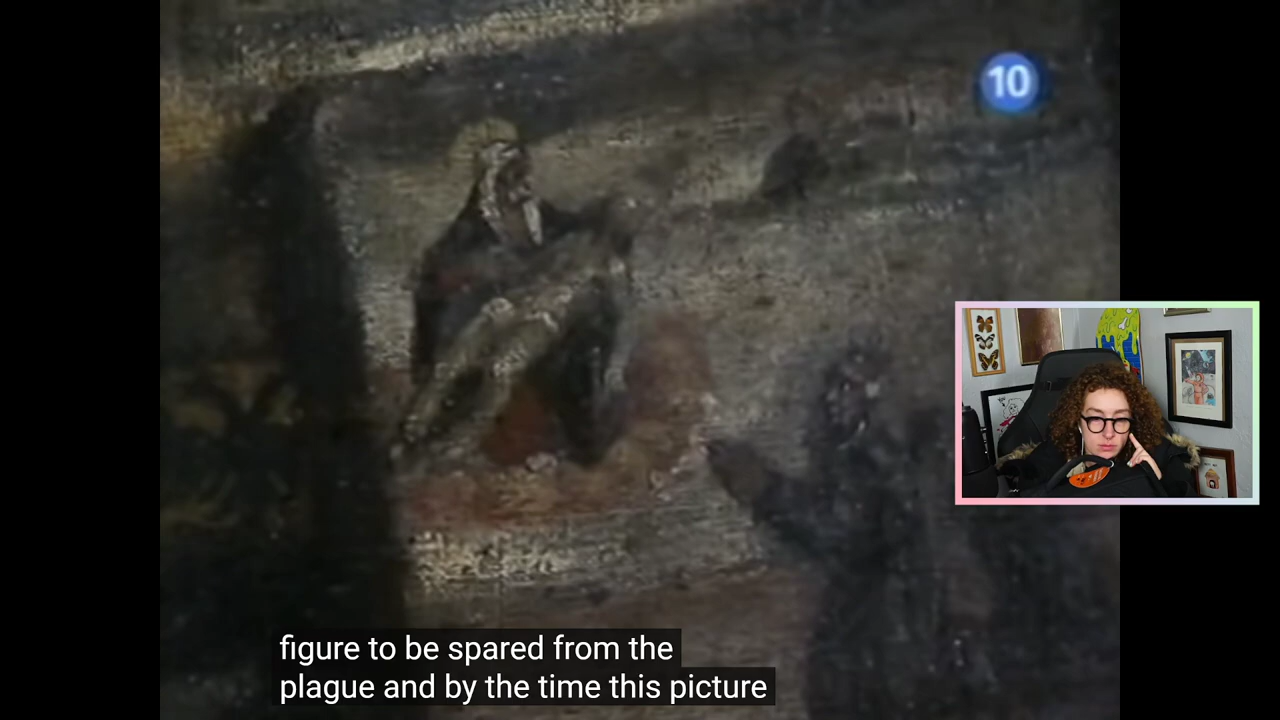 10
figure to be spared from the
plague and by the time this picture